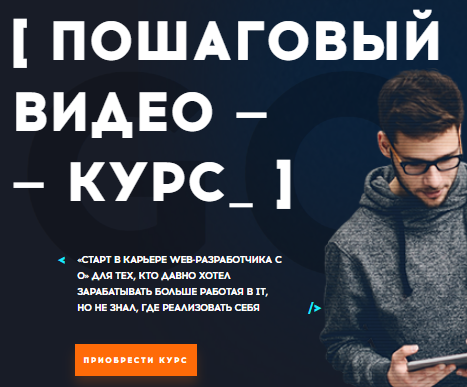 [ ПОШАГОВЫЙ
ВИДЕО –
– КУРС_ ]
< «СТАРТ В КАРЬЕРЕ WEB-РАЗРАБОТЧИКА С
О» ДЛЯ ТЕХ, КТО ДАВНО ХОТЕЛ
ЗАРАБАТЫВАТЬ БОЛЬШЕ РАБОТАЯ В IT,
НО НЕ ЗНАЛ, ГДЕ РЕАЛИЗОВАТЬ СЕБЯ />
ПРИОБРЕСТИ КУРС